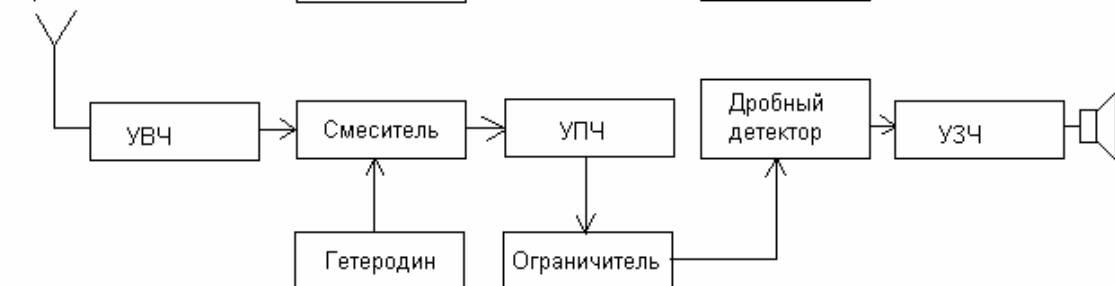 УВЧ
Смеситель
УПЧ
Дробный
детектор
УЗЧ
Гетеродин
Ограничитель